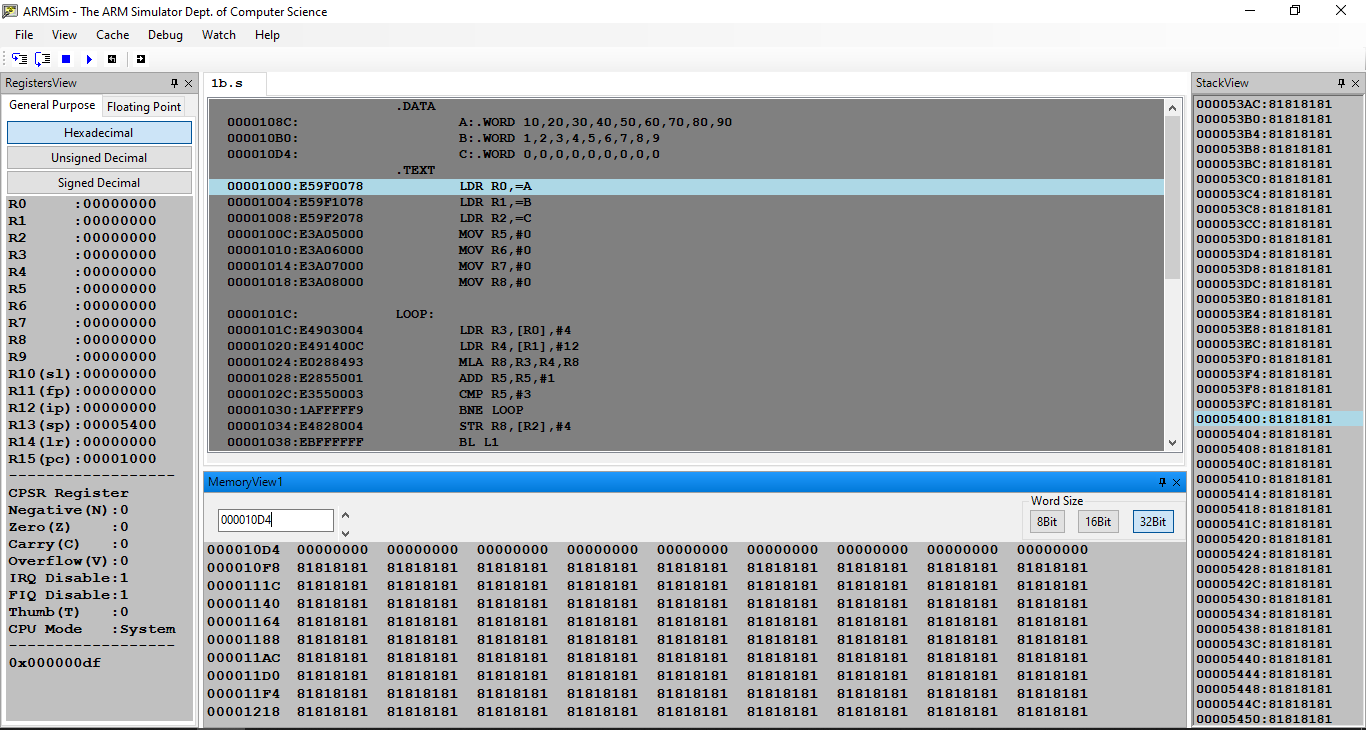 ARMSim - The ARM Simulator Dept. of Computer Science
File View Cache Debug Watch Help
RegistersView
General Purpose Floating Point
Hexadecimal
Unsigned Decimal
Signed Decimal
R0 :00000000
R1 :00000000
R2 :00000000
R3 :00000000
R4 :00000000
R5 :00000000
R6 :00000000
R7 :00000000
R8 :00000000
R9 :00000000
R10(sl):00000000
R11(fp):00000000
R12(ip):00000000
R13(sp):00005400
R14(lr):00000000
R15(pc):00001000
------------------
CPSR Register
Negative(N):0
Zero(Z) :0
Carry(C) :0
Overflow(V):0
IRQ Disable:1
FIQ Disable:1
Thumb(T) :0
CPU Mode :System
------------------
0x000000df
1b.s
.DATA
0000108C: A:.WORD 10,20,30,40,50,60,70,80,90
000010B0: B:.WORD 1,2,3,4,5,6,7,8,9
000010D4: C:.WORD 0,0,0,0,0,0,0,0,0
.TEXT
00001000:E59F0078 LDR R0,=A
00001004:E59F1078 LDR R1,=B
00001008:E59F2078 LDR R2,=C
0000100C:E3A05000 MOV R5,#0
00001010:E3A06000 MOV R6,#0
00001014:E3A07000 MOV R7,#0
00001018:E3A08000 MOV R8,#0
0000101C: LOOP:
0000101C:E4903004 LDR R3,[R0],#4
00001020:E491400C LDR R4,[R1],#12
00001024:E0288493 MLA R8,R3,R4,R8
00001028:E2855001 ADD R5,R5,#1
0000102C:E3550003 CMP R5,#3
00001030:1AFFFFF9 BNE LOOP
00001034:E4828004 STR R8,[R2],#4
00001038:EBFFFFFF BL L1
MemoryView1
000010D4
Word Size
8Bit 16Bit 32Bit
000010D4 00000000 00000000 00000000 00000000 00000000 00000000 00000000 00000000 00000000
000010F8 81818181 81818181 81818181 81818181 81818181 81818181 81818181 81818181 81818181
0000111C 81818181 81818181 81818181 81818181 81818181 81818181 81818181 81818181 81818181
00001140 81818181 81818181 81818181 81818181 81818181 81818181 81818181 81818181 81818181
00001164 81818181 81818181 81818181 81818181 81818181 81818181 81818181 81818181 81818181
00001188 81818181 81818181 81818181 81818181 81818181 81818181 81818181 81818181 81818181
000011AC 81818181 81818181 81818181 81818181 81818181 81818181 81818181 81818181 81818181
000011D0 81818181 81818181 81818181 81818181 81818181 81818181 81818181 81818181 81818181
000011F4 81818181 81818181 81818181 81818181 81818181 81818181 81818181 81818181 81818181
00001218 81818181 81818181 81818181 81818181 81818181 81818181 81818181 81818181 81818181
StackView
000053AC:81818181
000053B0:81818181
000053B4:81818181
000053B8:81818181
000053BC:81818181
000053C0:81818181
000053C4:81818181
000053C8:81818181
000053CC:81818181
000053D0:81818181
000053D4:81818181
000053D8:81818181
000053DC:81818181
000053E0:81818181
000053E4:81818181
000053E8:81818181
000053EC:81818181
000053F0:81818181
000053F4:81818181
000053F8:81818181
000053FC:81818181
00005400:81818181
00005404:81818181
00005408:81818181
0000540C:81818181
00005410:81818181
00005414:81818181
00005418:81818181
0000541C:81818181
00005420:81818181
00005424:81818181
00005428:81818181
0000542C:81818181
00005430:81818181
00005434:81818181
00005438:81818181
0000543C:81818181
00005440:81818181
00005444:81818181
00005448:81818181
0000544C:81818181
00005450:81818181